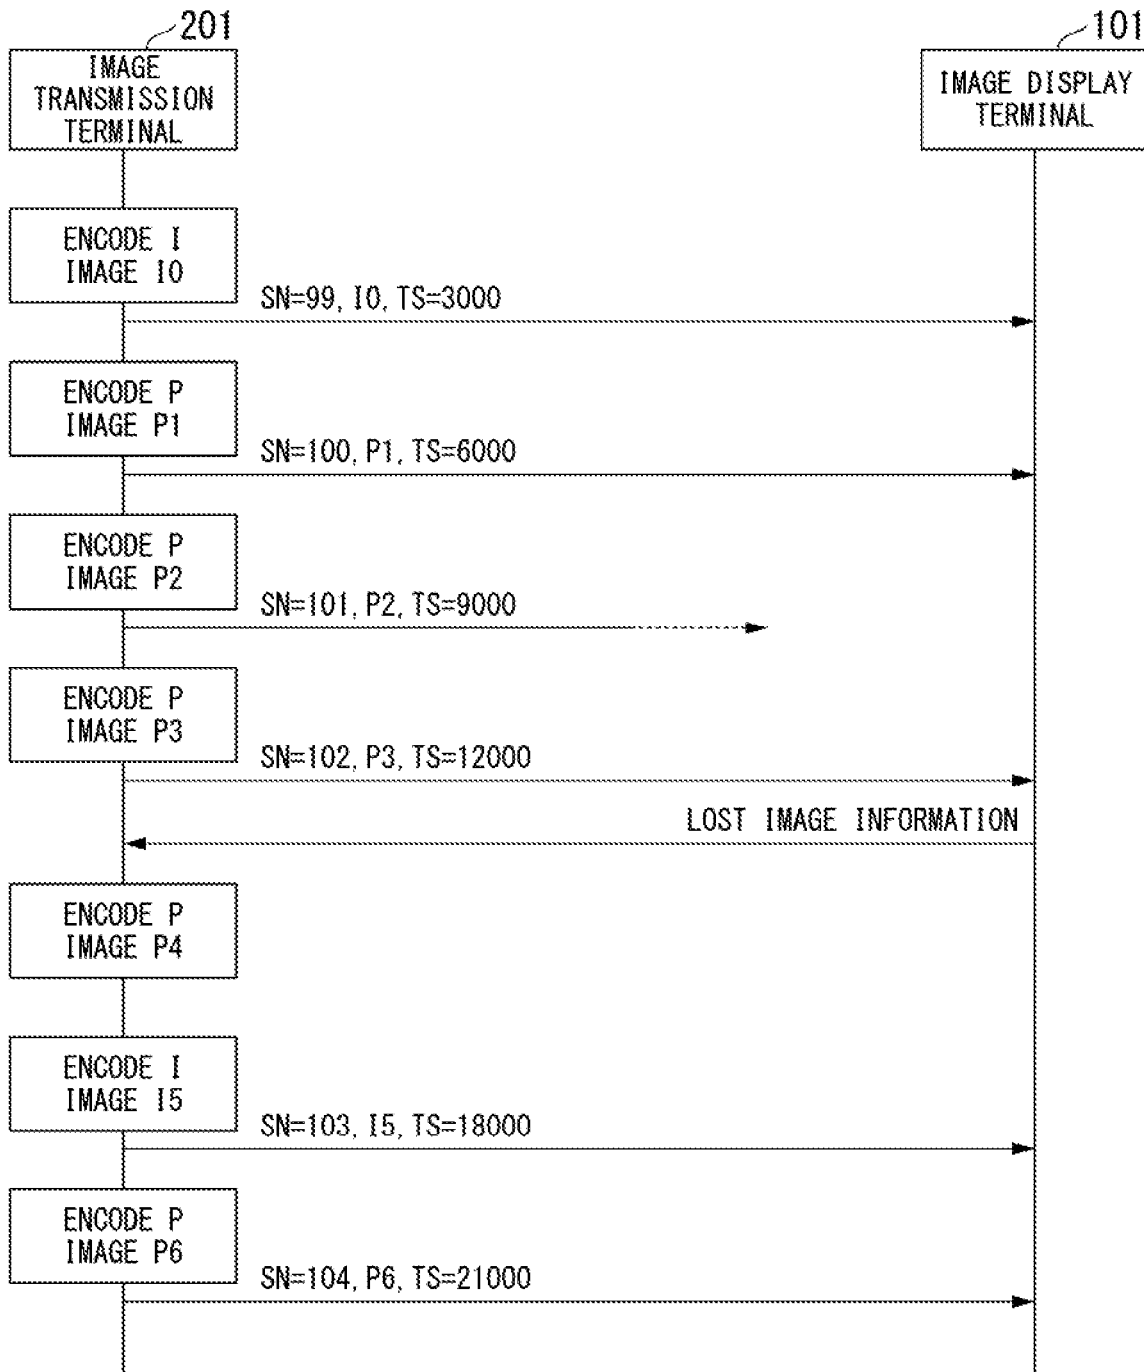 201
IMAGE
TRANSMISSION
TERMINAL
101
IMAGE DISPLAY
TERMINAL
ENCODE I
IMAGE I0
SN=99, I0, TS=3000
ENCODE P
IMAGE P1
SN=100, P1, TS=6000
ENCODE P
IMAGE P2
SN=101, P2, TS=9000
ENCODE P
IMAGE P3
SN=102, P3, TS=12000
LOST IMAGE INFORMATION
ENCODE P
IMAGE P4
ENCODE I
IMAGE I5
SN=103, I5, TS=18000
ENCODE P
IMAGE P6
SN=104, P6, TS=21000